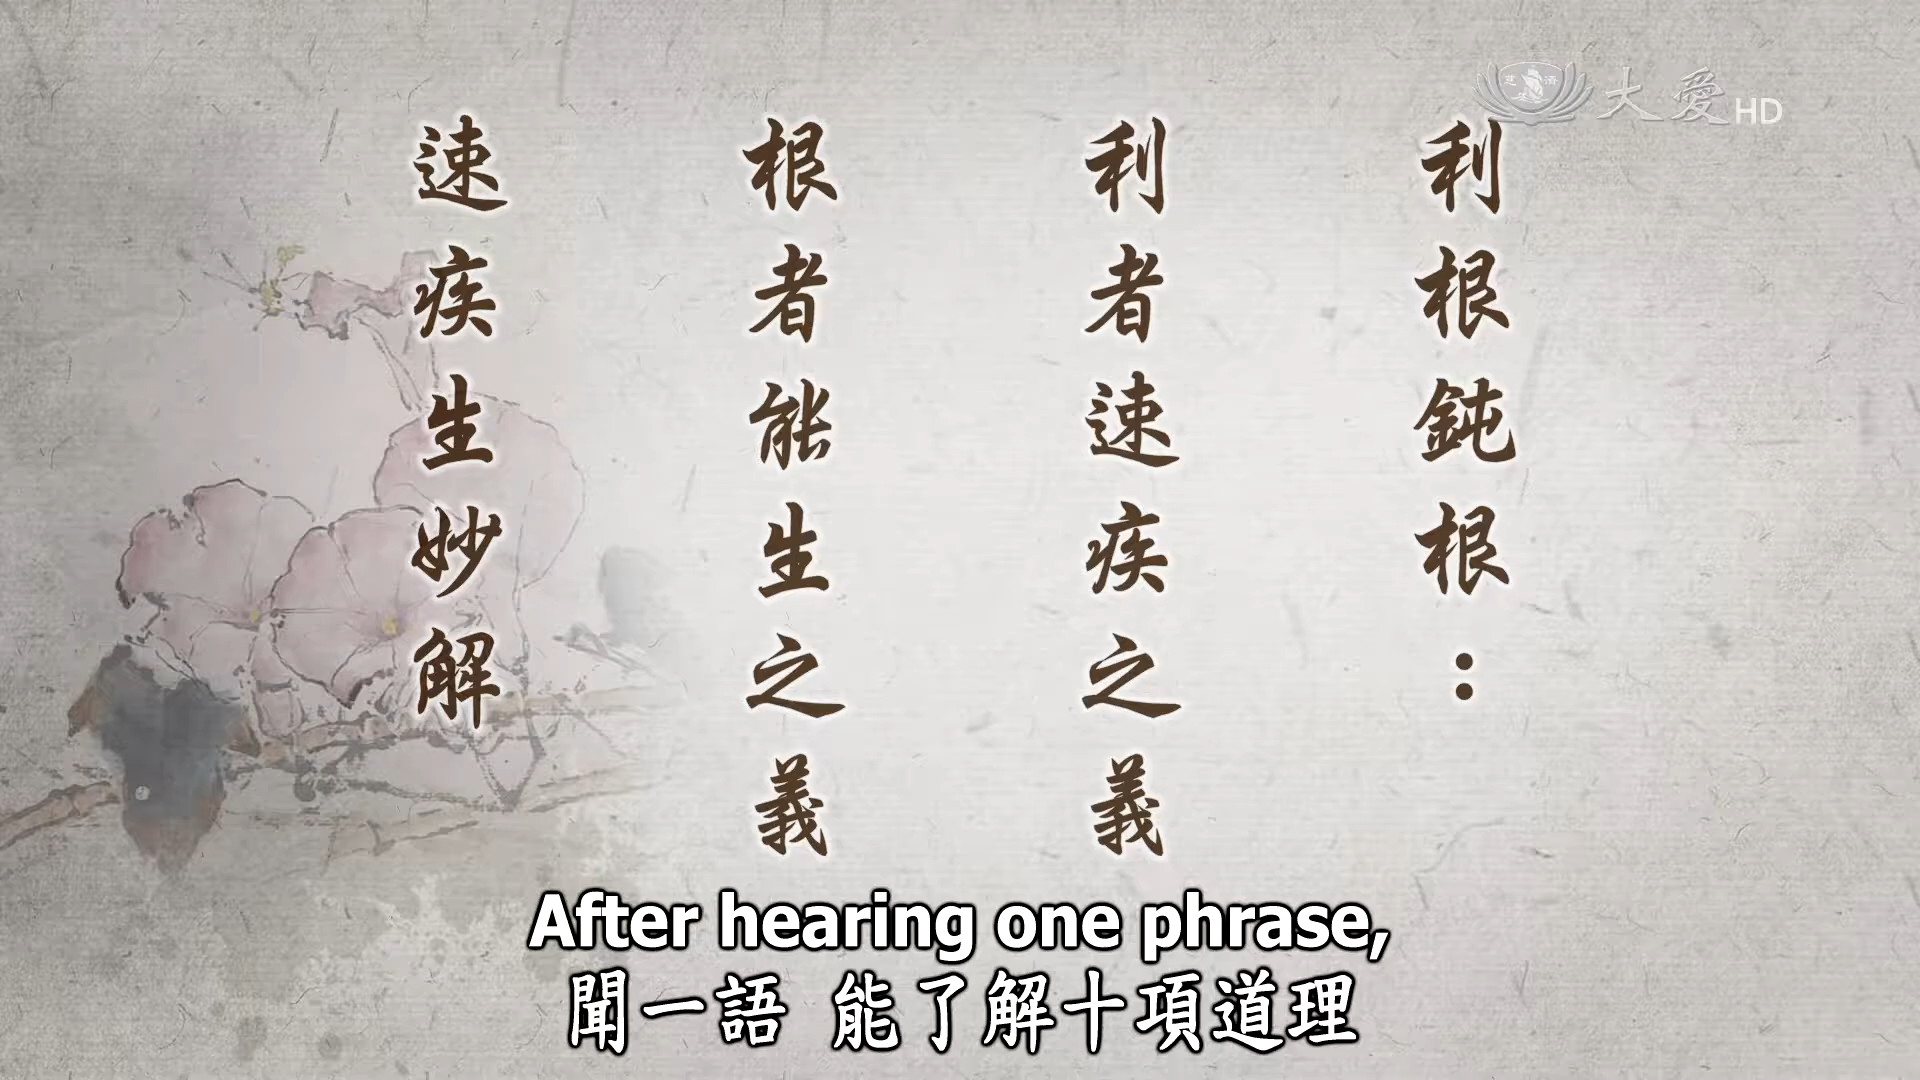 大愛HD
利根鈍根：
利者速疾之義
根者能生之義
速疾生妙解
After hearing one phrase,
聞一語 能了解十項道理